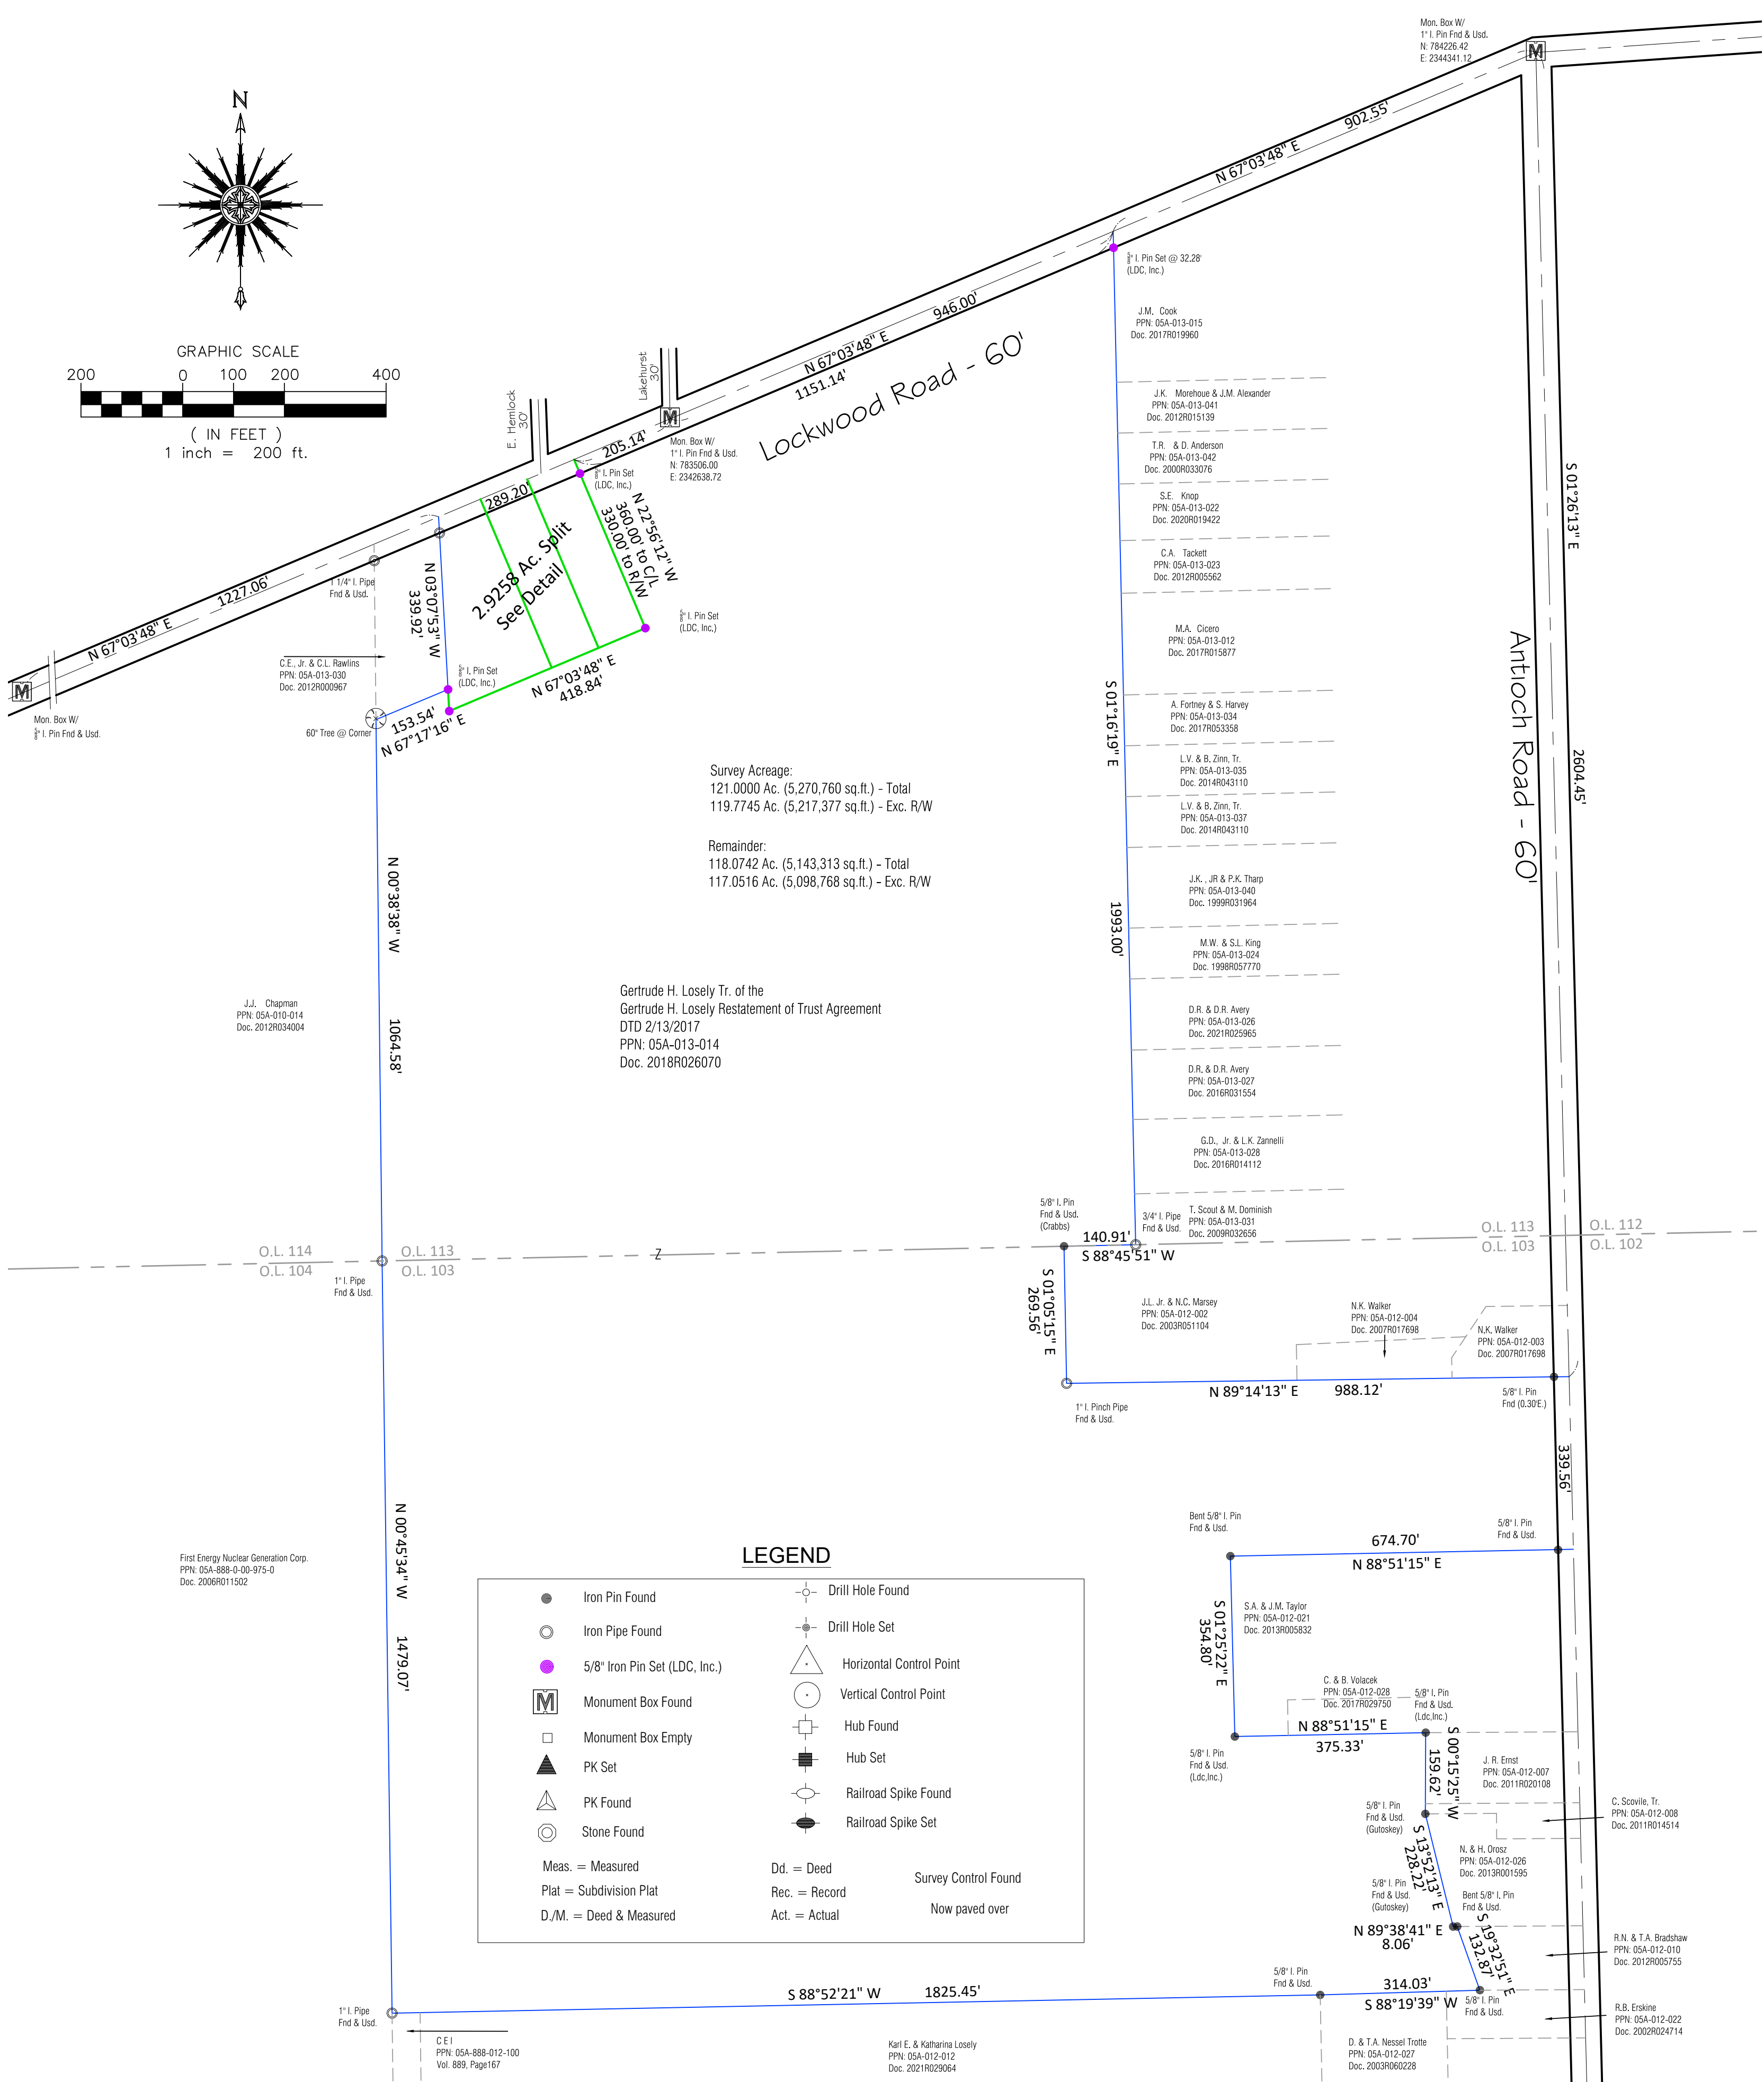 Mon. Box W/
1" I. Pin Fnd & Usd.
N: 784226.42
E: 2344341.12
N
GRAPHIC SCALE
200 0 100 200 400
( IN FEET )
1 inch = 200 ft.
902.55'
N 67°03'48" E
5/8" I. Pin Set @ 32.28'
(LDC, Inc.)
946.00'
N 67°03'48" E
1151.14'
Lockwood Road - 60'
Lakehurst
30'
E. Hemlock
30'
205.14'
Mon. Box W/
1" I. Pin Fnd & Usd.
N: 783506.00
E: 2342638.72
5/8" I. Pin Set
(LDC, Inc.)
289.20'
N 22°56'12" W
360.00' to C/L
330.00' to R/W
2.9258 Ac. Split
See Detail
1 1/4" I. Pipe
Fnd & Usd.
N 03°07'53" W
339.92'
1227.06'
N 67°03'48" E
5/8" I. Pin Set
(LDC, Inc.)
C.E., Jr. & C.L. Rawlins
PPN: 05A-013-030
Doc. 2012R000967
5/8" I. Pin Set
(LDC, Inc.)
N 67°03'48" E
418.84'
Mon. Box W/
5/8" I. Pin Fnd & Usd.
60" Tree @ Corner
153.54'
N 67°17'16" E
J.M. Cook
PPN: 05A-013-015
Doc. 2017R019960
J.K. Morehoue & J.M. Alexander
PPN: 05A-013-041
Doc. 2012R015139
T.R. & D. Anderson
PPN: 05A-013-042
Doc. 2000R033076
S.E. Knop
PPN: 05A-013-022
Doc. 2020R019422
C.A. Tackett
PPN: 05A-013-023
Doc. 2012R005562
M.A. Cicero
PPN: 05A-013-012
Doc. 2017R015877
A. Fortney & S. Harvey
PPN: 05A-013-034
Doc. 2017R053358
L.V. & B. Zinn, Tr.
PPN: 05A-013-035
Doc. 2014R043110
L.V. & B. Zinn, Tr.
PPN: 05A-013-037
Doc. 2014R043110
J.K. , JR & P.K. Tharp
PPN: 05A-013-040
Doc. 1999R031964
M.W. & S.L. King
PPN: 05A-013-024
Doc. 1998R057770
D.R. & D.R. Avery
PPN: 05A-013-026
Doc. 2021R025965
D.R. & D.R. Avery
PPN: 05A-013-027
Doc. 2016R031554
G.D., Jr. & L.K. Zannelli
PPN: 05A-013-028
Doc. 2016R014112
T. Scout & M. Dominish
PPN: 05A-013-031
Doc. 2009R032656
S 01°16'19" E
1993.00'
S 01°26'13" E
2604.45'
Antioch Road - 60'
Survey Acreage:
121.0000 Ac. (5,270,760 sq.ft.) - Total
119.7745 Ac. (5,217,377 sq.ft.) - Exc. R/W
Remainder:
118.0742 Ac. (5,143,313 sq.ft.) - Total
117.0516 Ac. (5,098,768 sq.ft.) - Exc. R/W
Gertrude H. Losely Tr. of the
Gertrude H. Losely Restatement of Trust Agreement
DTD 2/13/2017
PPN: 05A-013-014
Doc. 2018R026070
N 00°38'38" W
1064.58'
J.J. Chapman
PPN: 05A-010-014
Doc. 2012R034004
O.L. 114
O.L. 104
O.L. 113
O.L. 103
Z
1" I. Pipe
Fnd & Usd.
5/8" I. Pin
Fnd & Usd.
(Crabbs)
3/4" I. Pipe
Fnd & Usd.
140.91'
S 88°45'51" W
O.L. 113
O.L. 103
O.L. 112
O.L. 102
S 01°05'15" E
269.56'
J.L. Jr. & N.C. Marsey
PPN: 05A-012-002
Doc. 2003R051104
N.K. Walker
PPN: 05A-012-004
Doc. 2007R017698
N.K. Walker
PPN: 05A-012-003
Doc. 2007R017698
N 89°14'13" E 988.12'
1" I. Pinch Pipe
Fnd & Usd.
5/8" I. Pin
Fnd (0.30'E.)
339.56'
N 00°45'34" W
1479.07'
First Energy Nuclear Generation Corp.
PPN: 05A-888-0-00-975-0
Doc. 2006R011502
Bent 5/8" I. Pin
Fnd & Usd.
5/8" I. Pin
Fnd & Usd.
674.70'
N 88°51'15" E
S 01°25'22" E
354.80'
S.A. & J.M. Taylor
PPN: 05A-012-021
Doc. 2013R005832
C. & B. Volacek
PPN: 05A-012-028
Doc. 2017R029750
5/8" I. Pin
Fnd & Usd.
(Ldc,Inc.)
N 88°51'15" E
375.33'
5/8" I. Pin
Fnd & Usd.
(Ldc,Inc.)
S 00°15'25" W
159.62'
J. R. Ernst
PPN: 05A-012-007
Doc. 2011R020108
C. Scovile, Tr.
PPN: 05A-012-008
Doc. 2011R014514
5/8" I. Pin
Fnd & Usd.
(Gutoskey)
S 13°52'13" E
228.22'
N. & H. Orosz
PPN: 05A-012-026
Doc. 2013R001595
5/8" I. Pin
Fnd & Usd.
(Gutoskey)
Bent 5/8" I. Pin
Fnd & Usd.
N 89°38'41" E
8.06'
S 19°32'51" E
132.87'
R.N. & T.A. Bradshaw
PPN: 05A-012-010
Doc. 2012R005755
5/8" I. Pin
Fnd & Usd.
314.03'
S 88°19'39" W
5/8" I. Pin
Fnd & Usd.
R.B. Erskine
PPN: 05A-012-022
Doc. 2002R024714
S 88°52'21" W 1825.45'
1" I. Pipe
Fnd & Usd.
C E I
PPN: 05A-888-012-100
Vol. 889, Page167
Karl E. & Katharina Losely
PPN: 05A-012-012
Doc. 2021R029064
D. & T.A. Nessel Trotte
PPN: 05A-012-027
Doc. 2003R060228
LEGEND
Iron Pin Found
Iron Pipe Found
5/8" Iron Pin Set (LDC, Inc.)
M Monument Box Found
Monument Box Empty
PK Set
PK Found
Stone Found
Meas. = Measured
Plat = Subdivision Plat
D./M. = Deed & Measured
Drill Hole Found
Drill Hole Set
Horizontal Control Point
Vertical Control Point
Hub Found
Hub Set
Railroad Spike Found
Railroad Spike Set
Dd. = Deed
Rec. = Record
Act. = Actual
Survey Control Found
Now paved over